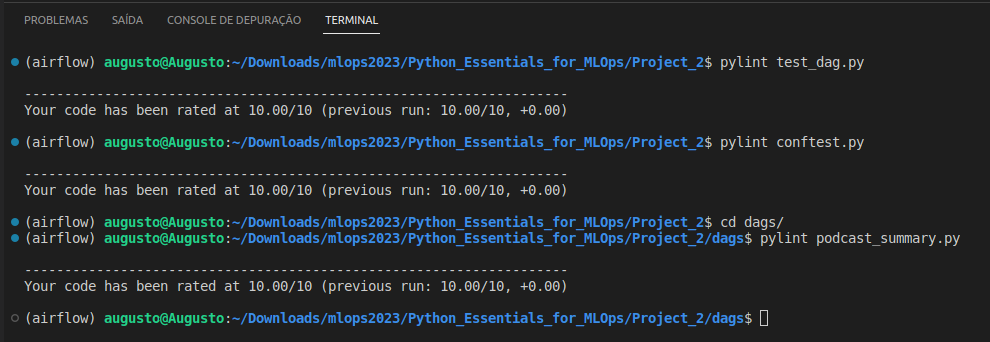 PROBLEMAS SAÍDA CONSOLE DE DEPURAÇÃO TERMINAL
(airflow) augusto@Augusto:~/Downloads/mlops2023/Python_Essentials_for_MLOps/Project_2$ pylint test_dag.py
--------------------------------------------------------------------
Your code has been rated at 10.00/10 (previous run: 10.00/10, +0.00)
(airflow) augusto@Augusto:~/Downloads/mlops2023/Python_Essentials_for_MLOps/Project_2$ pylint conftest.py
--------------------------------------------------------------------
Your code has been rated at 10.00/10 (previous run: 10.00/10, +0.00)
(airflow) augusto@Augusto:~/Downloads/mlops2023/Python_Essentials_for_MLOps/Project_2$ cd dags/
(airflow) augusto@Augusto:~/Downloads/mlops2023/Python_Essentials_for_MLOps/Project_2/dags$ pylint podcast_summary.py
--------------------------------------------------------------------
Your code has been rated at 10.00/10 (previous run: 10.00/10, +0.00)
(airflow) augusto@Augusto:~/Downloads/mlops2023/Python_Essentials_for_MLOps/Project_2/dags$